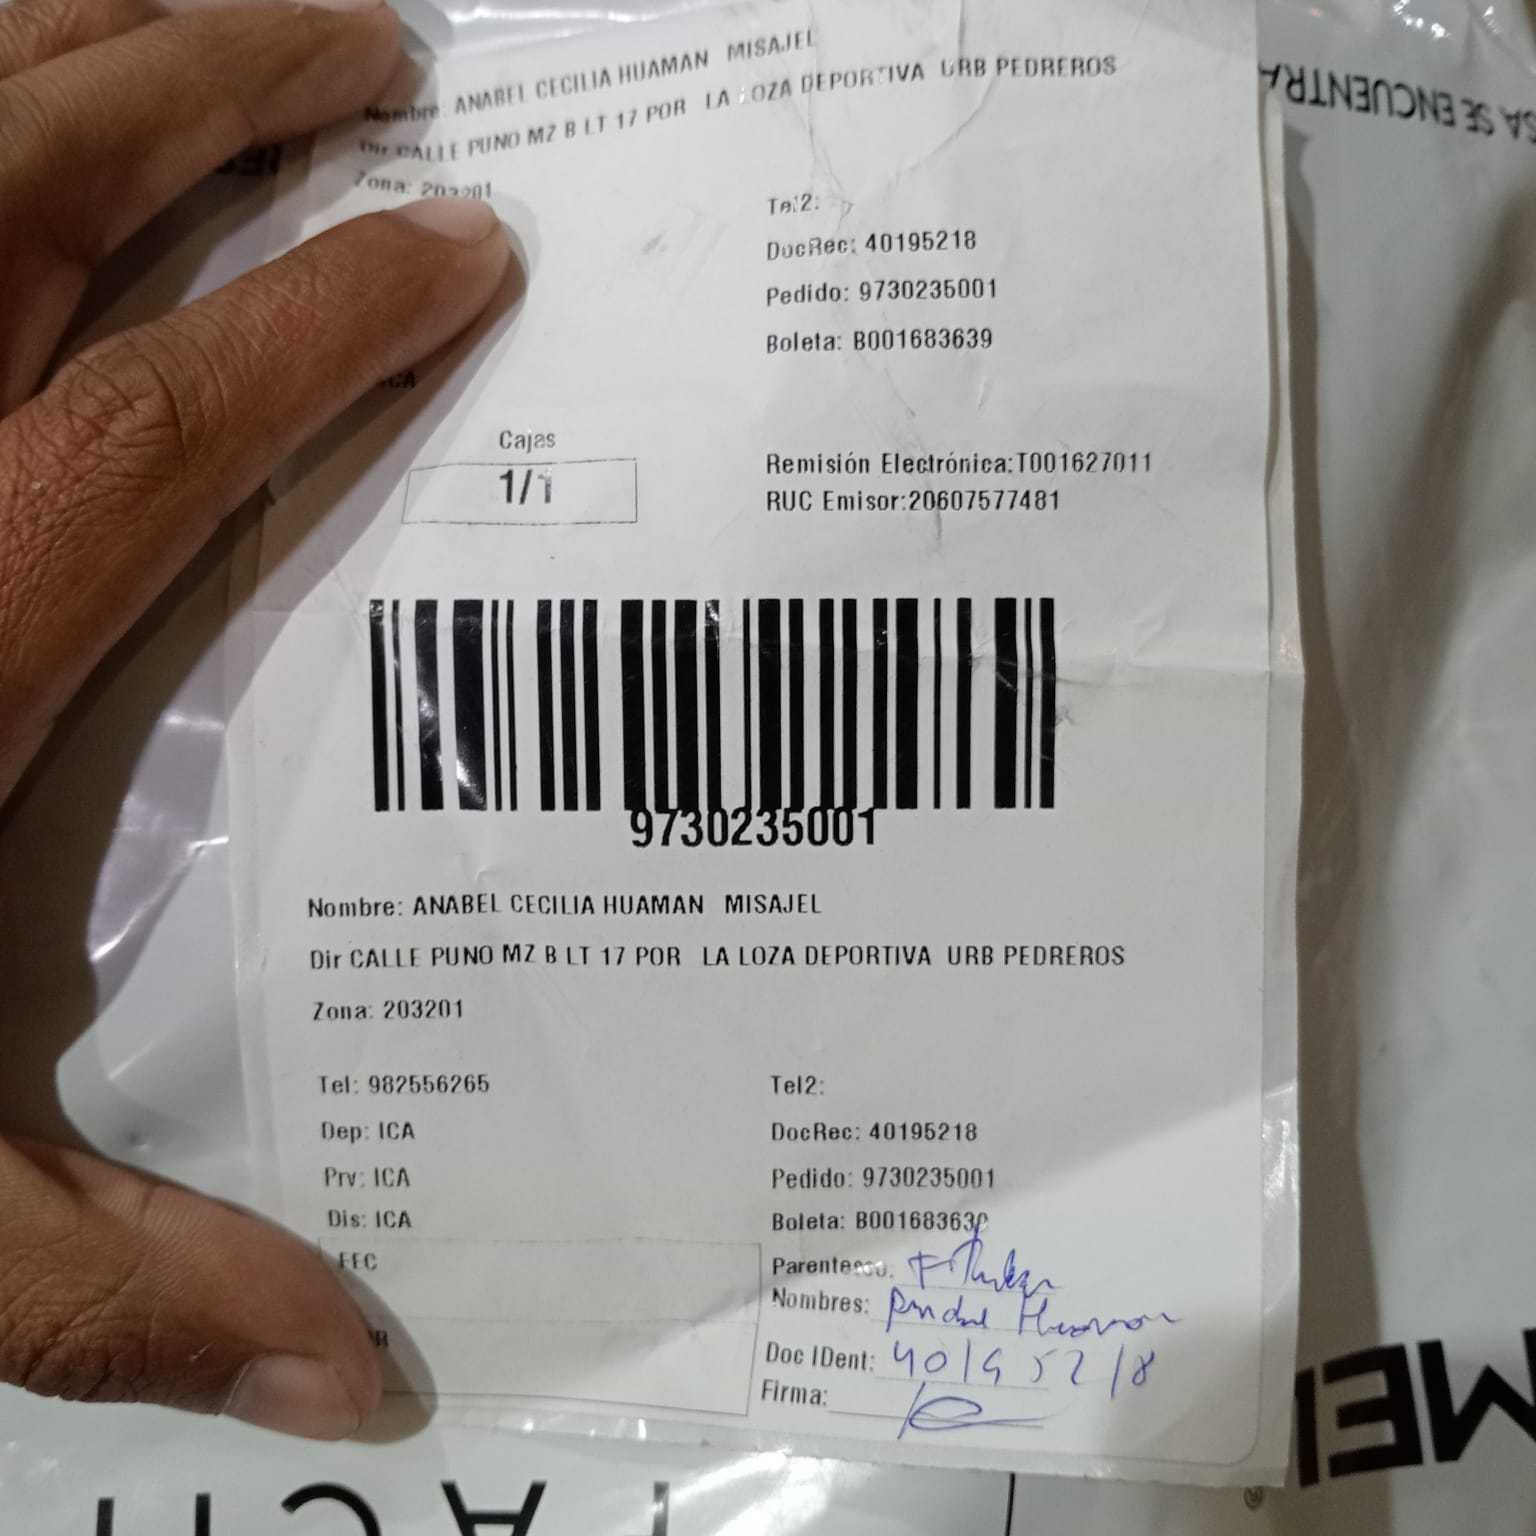 Nombre: ANABEL CECILIA HUAMAN MISAJEL
Dir CALLE PUNO MZ B LT 17 POR LA LOZA DEPORTIVA URB PEDREROS
Zona: 203201
Tel2:
DocRec: 40195218
Pedido: 9730235001
Boleta: B001683639
Cajas
1/1
Remisión Electrónica:T001627011
RUC Emisor:20607577481
9730235001
Nombre: ANABEL CECILIA HUAMAN MISAJEL
Dir CALLE PUNO MZ B LT 17 POR LA LOZA DEPORTIVA URB PEDREROS
Zona: 203201
Tel: 982556265
Tel2:
Dep: ICA
DocRec: 40195218
Prv: ICA
Pedido: 9730235001
Dis: ICA
Boleta: B001683639
FEC
Parentesco:
Nombres:
Doc IDent: 40195218
Firma:
SA SE ENCUENTRA